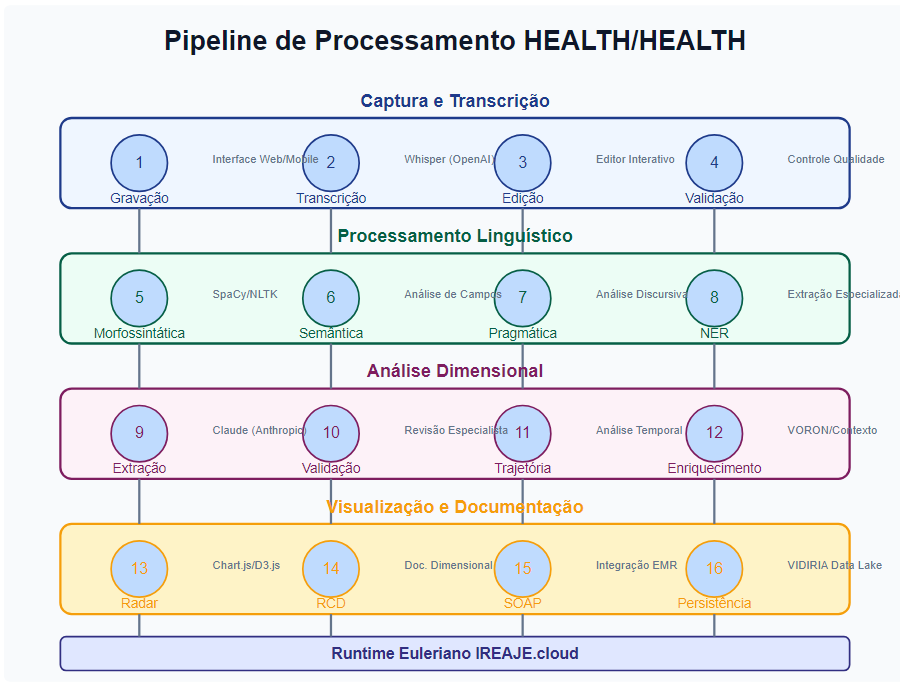 Pipeline de Processamento HEALTH/HEALTH
Captura e Transcrição
1 Interface Web/Mobile 2 Whisper (OpenAI) 3 Editor Interativo 4 Controle Qualidade
Gravação Transcrição Edição Validação
Processamento Linguístico
5 SpaCy/NLTK 6 Análise de Campos 7 Análise Discursiva 8 Extração Especializada
Morfossintática Semântica Pragmática NER
Análise Dimensional
9 Claude (Anthropic) 10 Revisão Especialista 11 Análise Temporal 12 VORON/Contexto
Extração Validação Trajetória Enriquecimento
Visualização e Documentação
13 Chart.js/D3.js 14 Doc. Dimensional 15 Integração EMR 16 VIDIRIA Data Lake
Radar RCD SOAP Persistência
Runtime Euleriano IREAJE.cloud